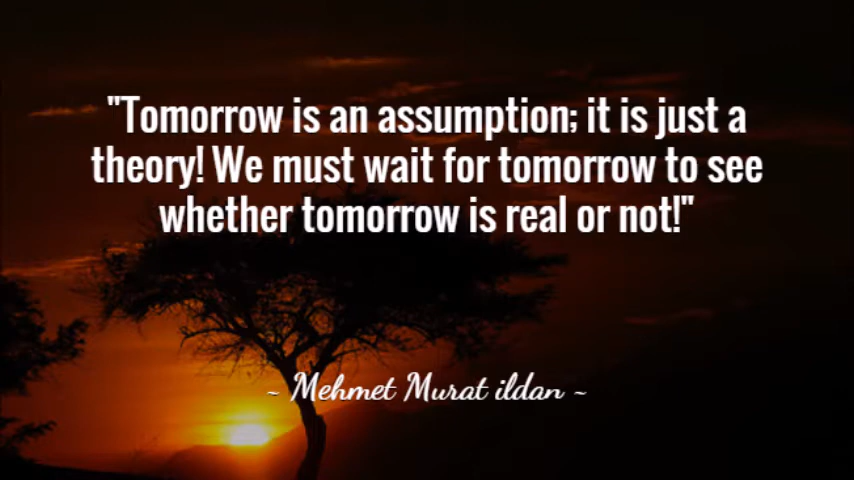 "Tomorrow is an assumption; it is just a
theory! We must wait for tomorrow to see
whether tomorrow is real or not!"
~ Mehmet Murat ildan ~